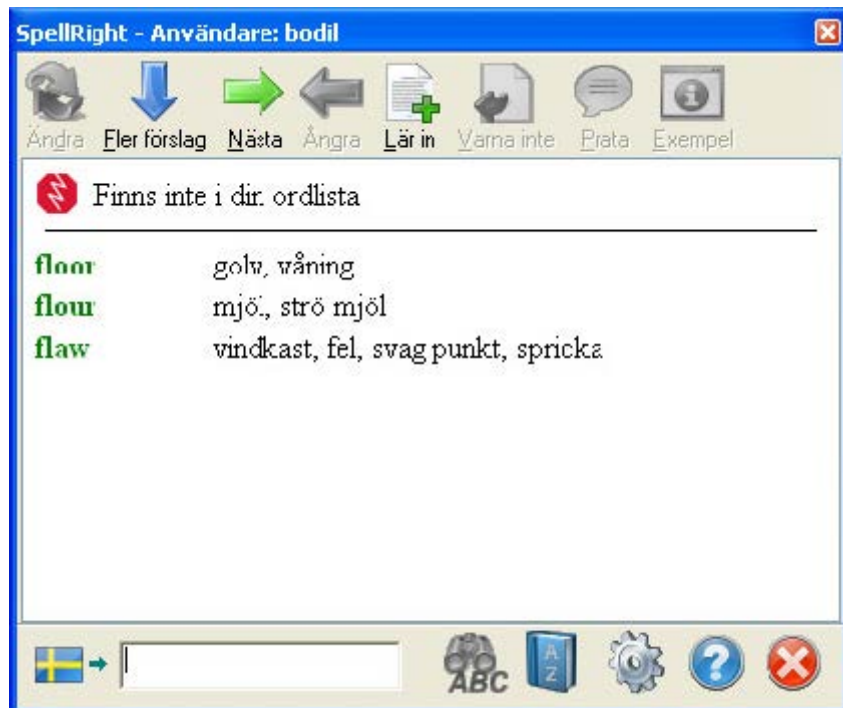 SpellRight - Användare: bodil
Ändra Fler förslag Nästa Ångra Lär in Varna inte Prata Exempel
Finns inte i din ordlista
floor golv, våning
flour mjöl, strö mjöl
flaw vindkast, fel, svag punkt, spricka
ABC
A
Z
?